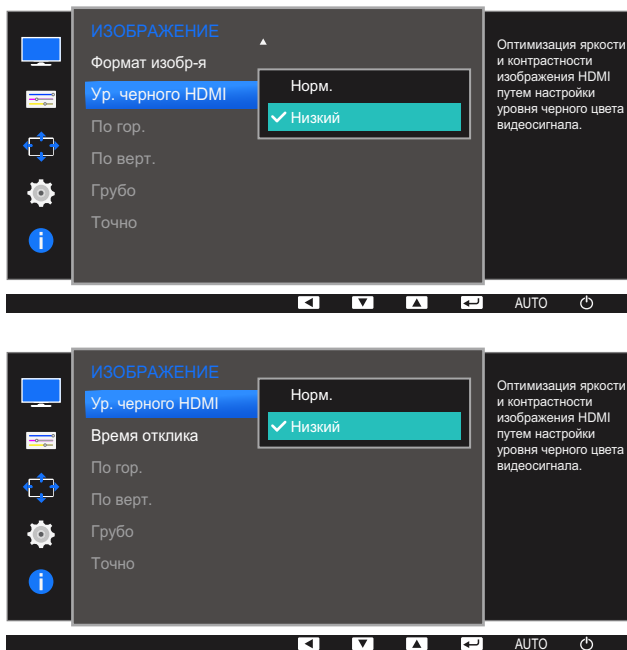 ИЗОБРАЖЕНИЕ
Формат изобр-я
Ур. черного HDMI
По гор.
По верт.
Грубо
Точно
Норм.
Низкий
Оптимизация яркости
и контрастности
изображения HDMI
путем настройки
уровня черного цвета
видеосигнала.
AUTO
ИЗОБРАЖЕНИЕ
Ур. черного HDMI
Время отклика
По гор.
По верт.
Грубо
Точно
Норм.
Низкий
Оптимизация яркости
и контрастности
изображения HDMI
путем настройки
уровня черного цвета
видеосигнала.
AUTO